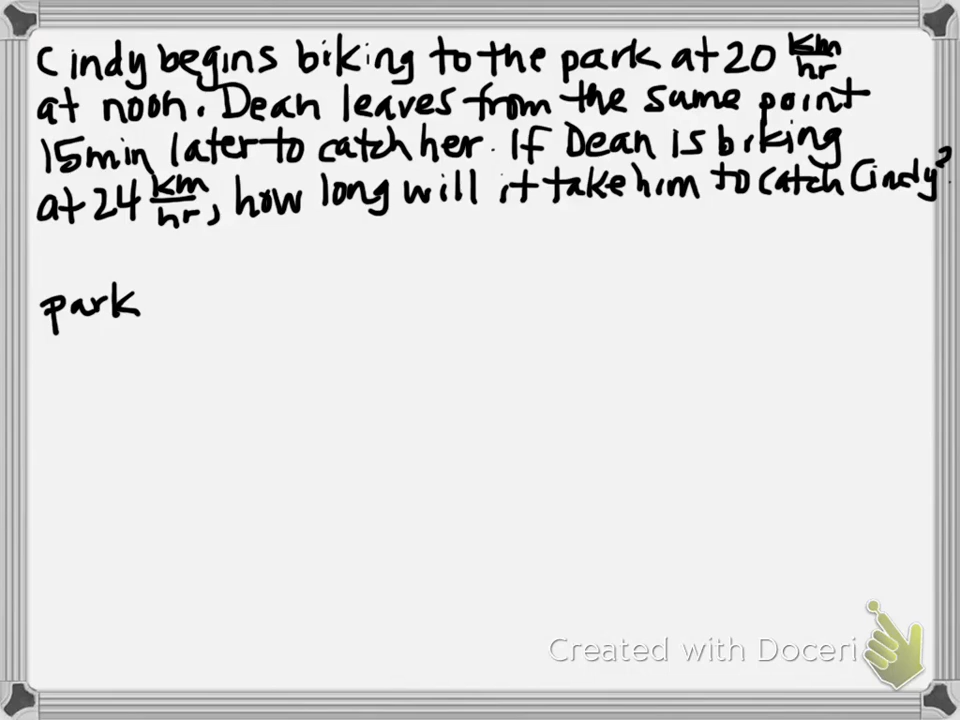 Cindy begins biking to the park at 20 km/hr
at noon. Dean leaves from the same point
15min later to catch her. If Dean is biking
at 24 km/hr, how long will it take him to catch Cindy?
park
Created with Doceri